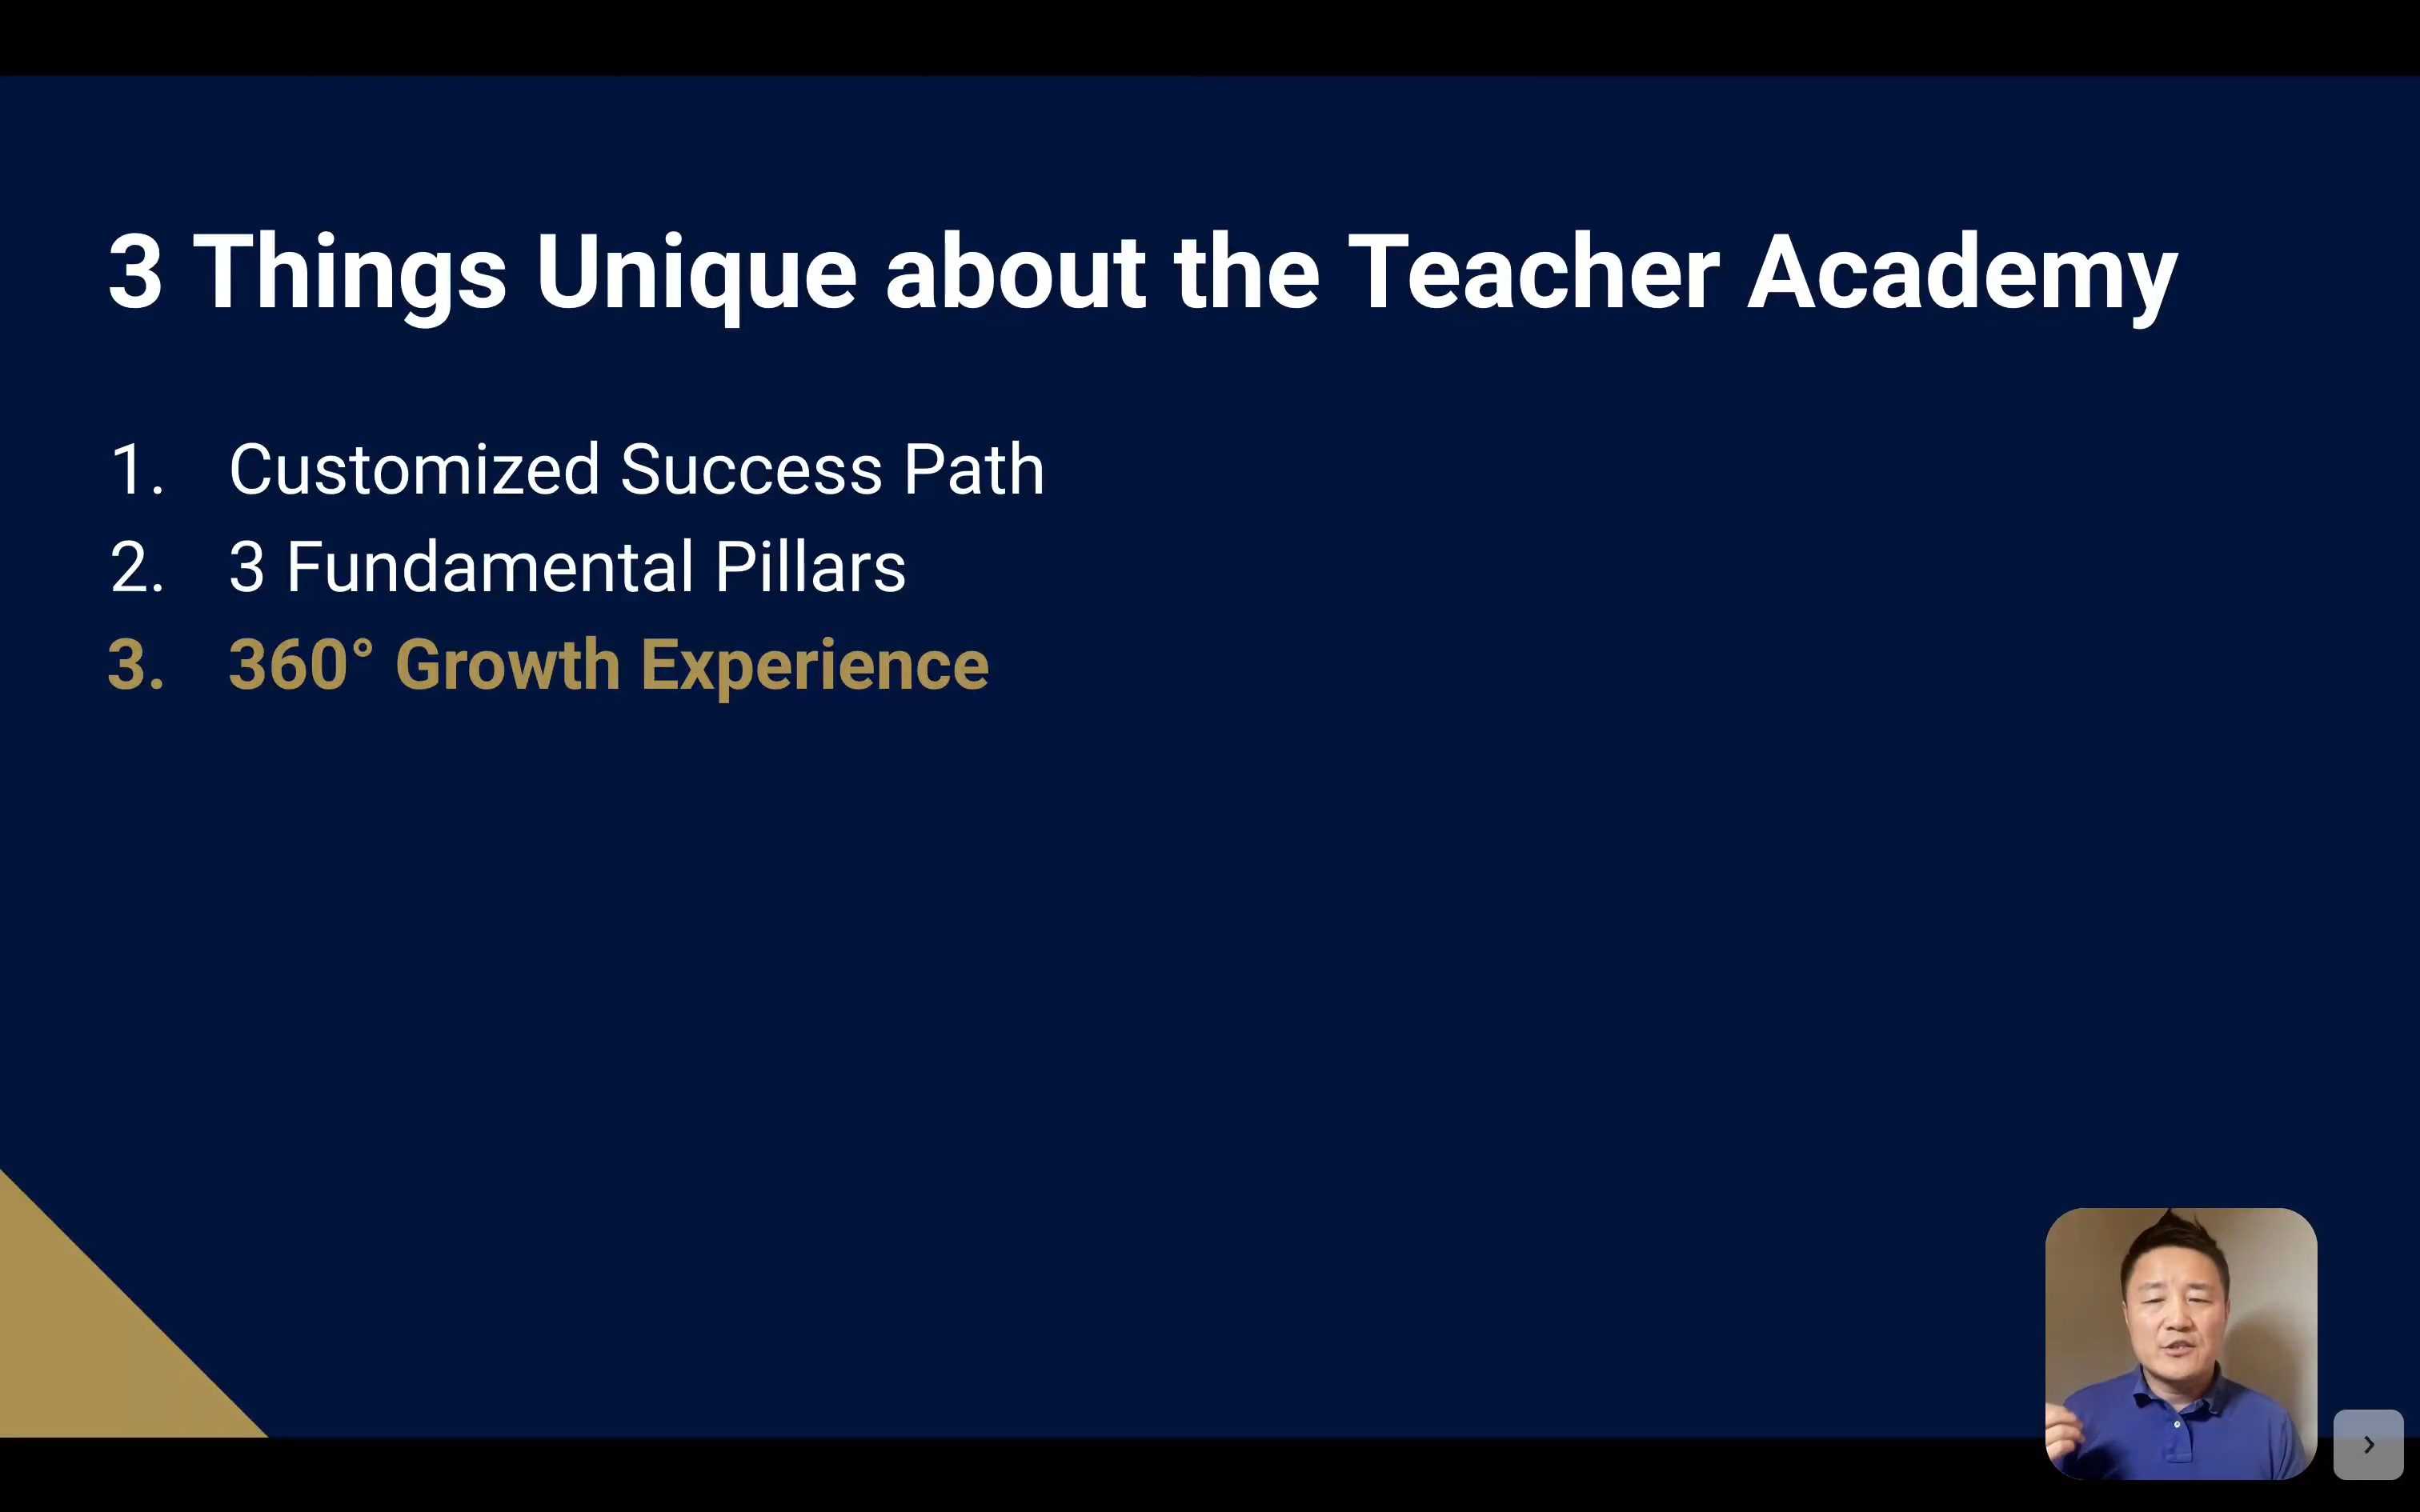 3 Things Unique about the Teacher Academy
1. Customized Success Path
2. 3 Fundamental Pillars
3. 360° Growth Experience